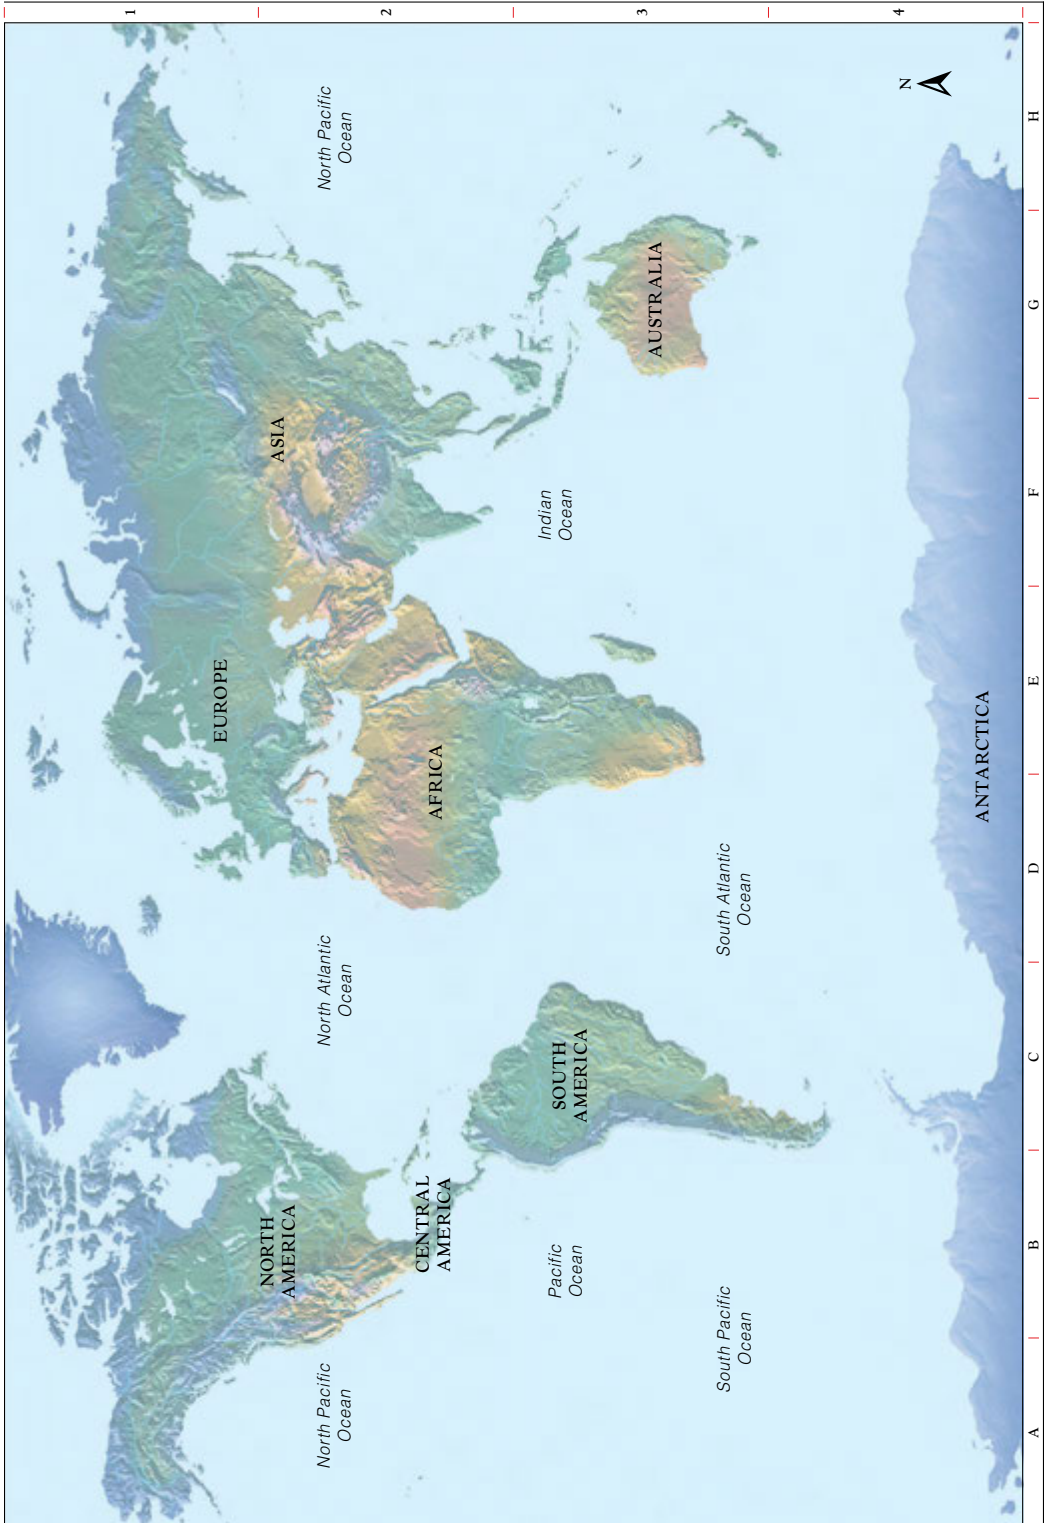 1
2
3
4
A
B
C
D
E
F
G
H
N
NORTH
AMERICA
CENTRAL
AMERICA
SOUTH
AMERICA
EUROPE
ASIA
AFRICA
AUSTRALIA
ANTARCTICA
North Pacific
Ocean
North Atlantic
Ocean
North Pacific
Ocean
Pacific
Ocean
Indian
Ocean
South Pacific
Ocean
South Atlantic
Ocean